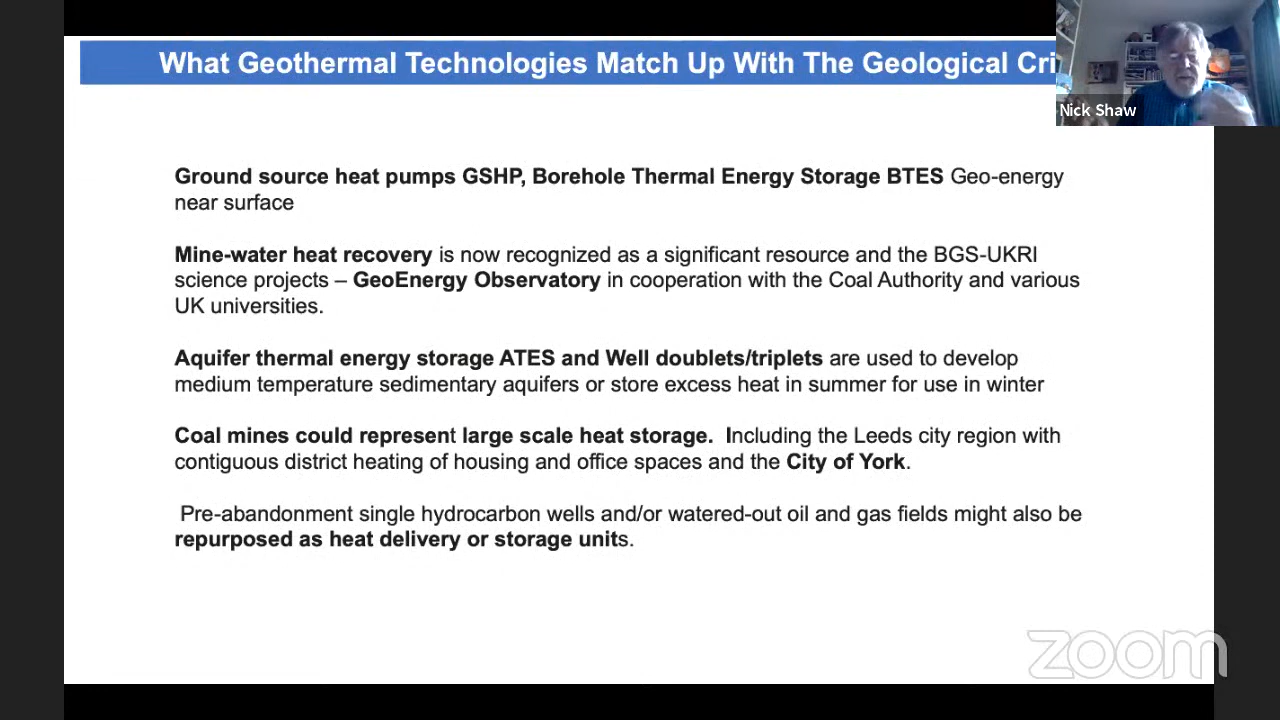 What Geothermal Technologies Match Up With The Geological Cri
Nick Shaw
Ground source heat pumps GSHP, Borehole Thermal Energy Storage BTES Geo-energy
near surface
Mine-water heat recovery is now recognized as a significant resource and the BGS-UKRI
science projects – GeoEnergy Observatory in cooperation with the Coal Authority and various
UK universities.
Aquifer thermal energy storage ATES and Well doublets/triplets are used to develop
medium temperature sedimentary aquifers or store excess heat in summer for use in winter
Coal mines could represent large scale heat storage. Including the Leeds city region with
contiguous district heating of housing and office spaces and the City of York.
Pre-abandonment single hydrocarbon wells and/or watered-out oil and gas fields might also be
repurposed as heat delivery or storage units.
zoom